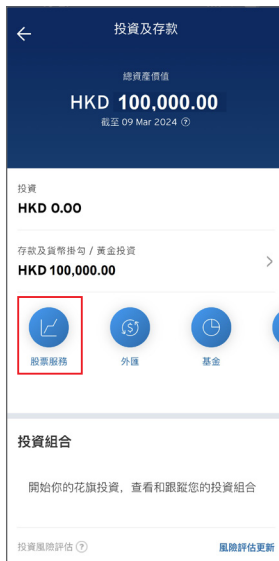 投資及存款
總資產價值
HKD 100,000.00
截至 09 Mar 2024 ?
投資
HKD 0.00
存款及貨幣掛勾 / 黃金投資
HKD 100,000.00
股票服務
外匯
基金
投資組合
開始你的花旗投資，查看和跟蹤您的投資組合
投資風險評估 ?
風險評估更新